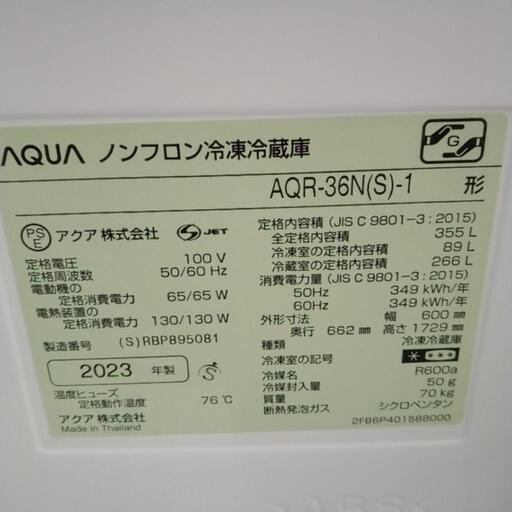 AQUA ノンフロン冷凍冷蔵庫
G
AQR-36N(S)-1 形
PS
E
アクア株式会社
S JET
定格電圧 100 V
定格周波数 50/60 Hz
電動機の
定格消費電力 65/65 W
電熱装置の
定格消費電力 130/130 W
製造番号 (S)RBP895081
2023 年製
S
温度ヒューズ
定格動作温度 76℃
アクア株式会社
Made in Thailand
定格内容積 (JIS C 9801-3 : 2015)
全定格内容積 355 L
冷凍室の定格内容積 89 L
冷蔵室の定格内容積 266 L
消費電力量 (JIS C 9801-3 : 2015)
50Hz 349 kWh/年
60Hz 349 kWh/年
外形寸法 幅 600 mm
奥行 662 mm 高さ 1729 mm
種類 冷凍冷蔵庫
冷凍室の記号
冷媒名 R600a
冷媒封入量 50 g
質量 70 kg
断熱発泡ガス シクロペンタン
2FB6P401588000
>ABS<